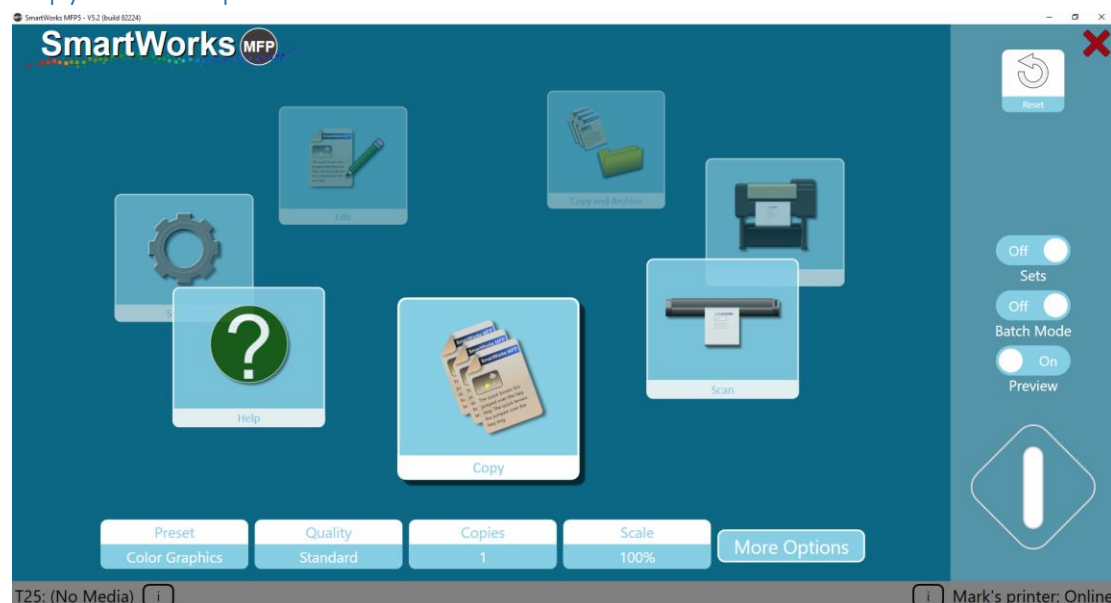 SmartWorks MFP5 - V5.2 (build 82224)
SmartWorks MFP
Reset
Edit
Copy and Archive
Off
Sets
Off
Batch Mode
On
Preview
Help
Scan
Copy
Preset
Color Graphics
Quality
Standard
Copies
1
Scale
100%
More Options
T25: (No Media) i
i Mark's printer: Online